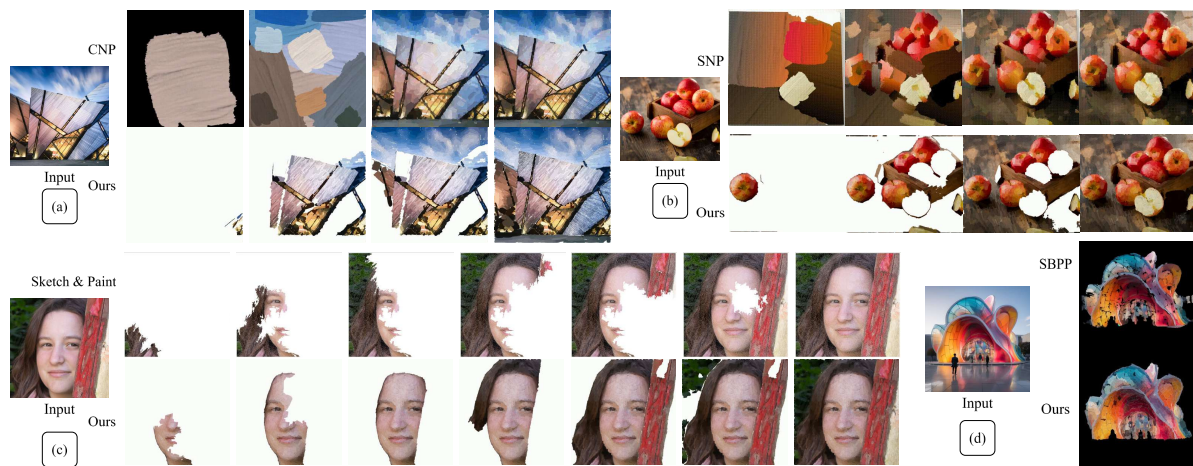 CNP
Input
Ours
(a)
SNP
Input
(b)
Ours
Sketch & Paint
Input
Ours
(c)
SBPP
Input
Ours
(d)